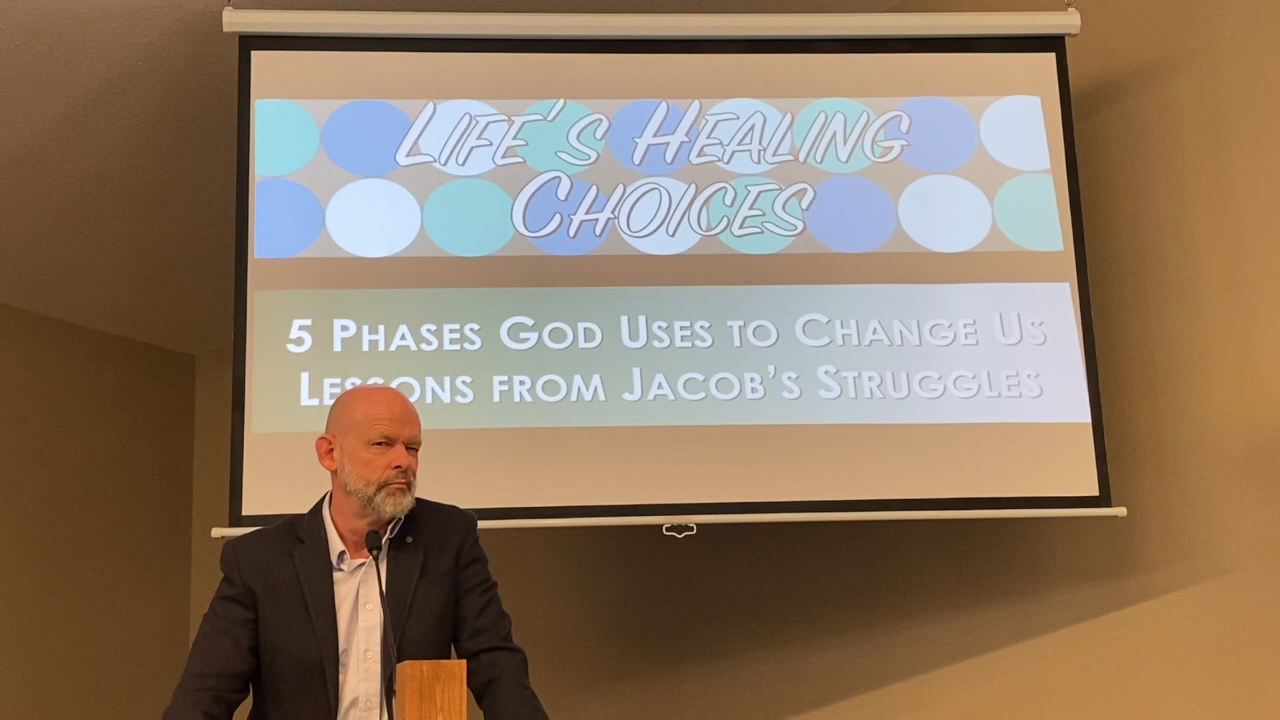 LIFE'S HEALING
CHOICES
5 PHASES GOD USES TO CHANGE US
LESSONS FROM JACOB'S STRUGGLES